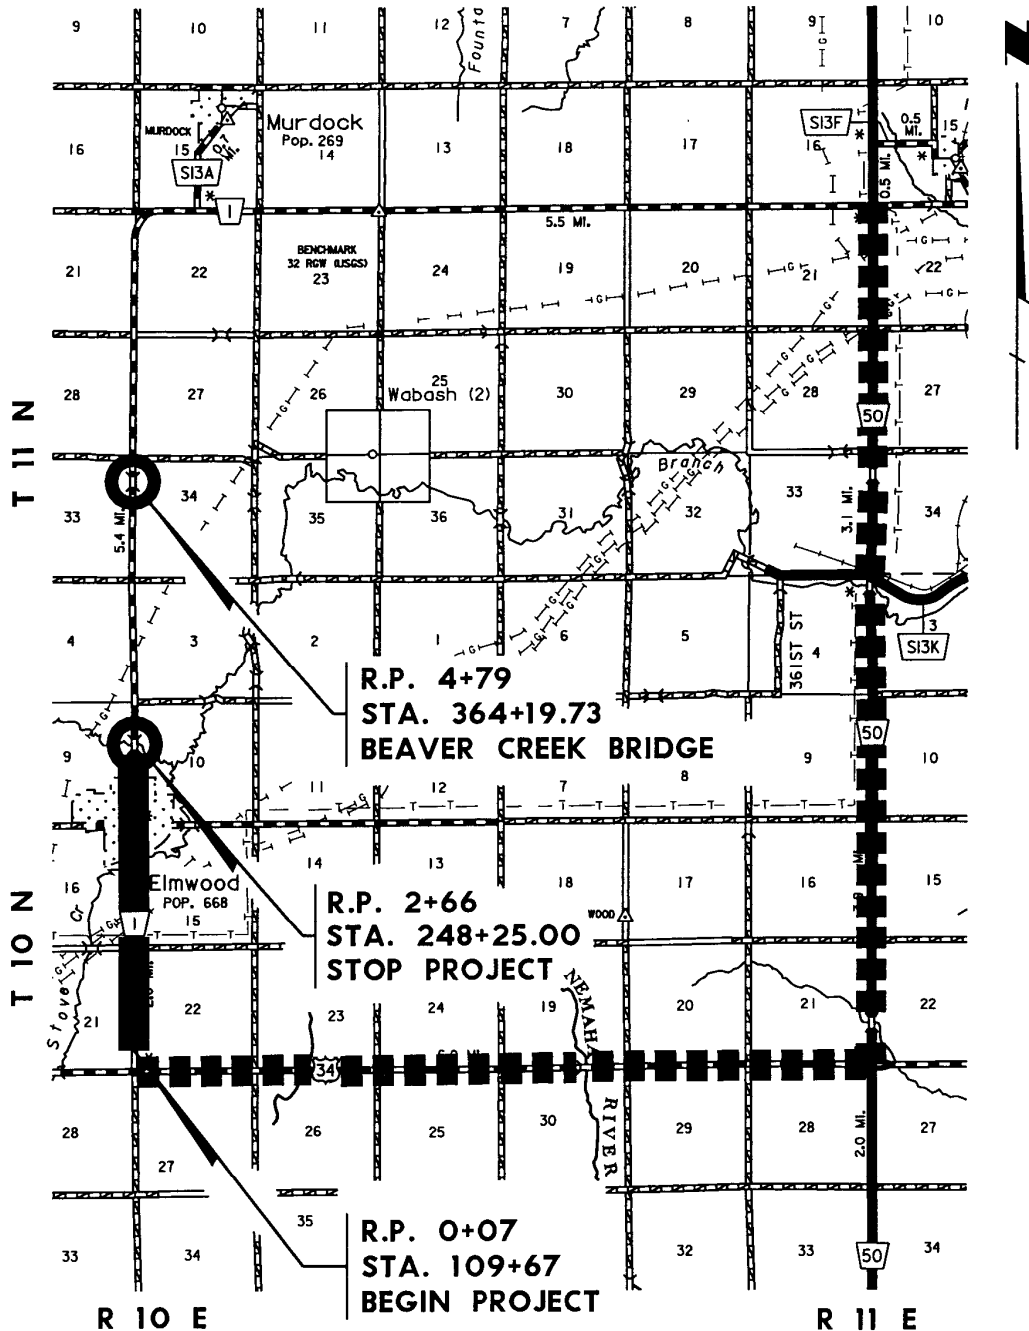 9 10 11 12 7 8 9 10
Founta
G T
Murdock
Pop. 269
MURDOCK
16 15 14 13 18 17 16 15
0.7 MI.
S13A
S13F
0.5 MI.
0.5 MI.
1
5.5 MI.
BENCHMARK
32 RGW (USGS)
21 22 23 24 19 20 21 22
28 27 26 25 30 29 28 27
Wabash (2)
50
T 11 N
Branch
33 34 35 36 31 32 33 34
5.4 MI.
3.1 MI.
4 3 2 1 6 5 4 3
361ST ST
S13K
R.P. 4+79
STA. 364+19.73
BEAVER CREEK BRIDGE
50
9 10 11 12 7 8 9 10
T T T T T
16 15 14 13 18 17 16 15
Elmwood
POP. 668
T 10 N
Stove Cr
1
WOOD
R.P. 2+66
STA. 248+25.00
STOP PROJECT
21 22 23 24 19 20 21 22
NEMAHA
RIVER
34
28 27 26 25 30 29 28 27
2.0 MI.
R.P. 0+07
STA. 109+67
BEGIN PROJECT
33 34 35 32 33 34
50
R 10 E R 11 E